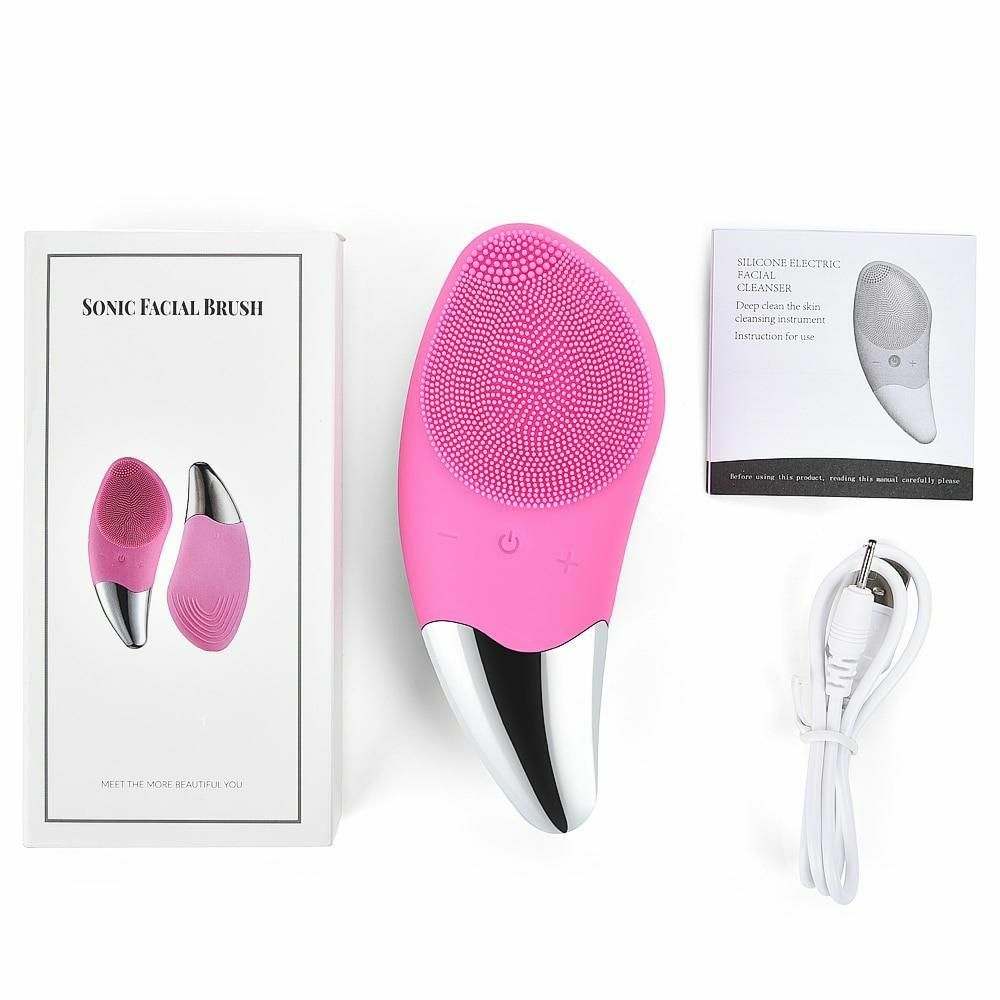 SONIC FACIAL BRUSH
MEET THE MORE BEAUTIFUL YOU
SILICONE ELECTRIC
FACIAL
CLEANSER
Deep clean the skin
cleansing instrument
Instruction for use
Before using this product, reading this manual carefully please